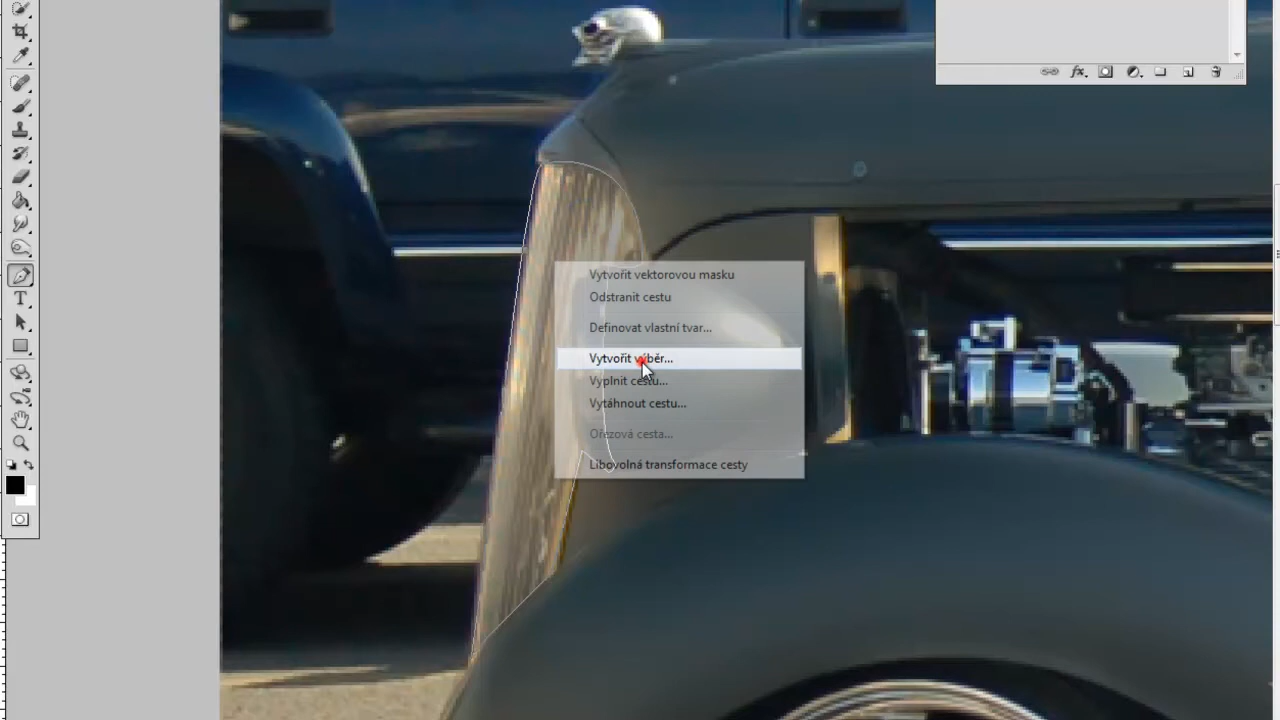 Vytvořit vektorovou masku
Odstranit cestu
Definovat vlastní tvar...
Vytvořit výběr...
Vyplnit cestu...
Vytáhnout cestu...
Ořezová cesta...
Libovolná transformace cesty